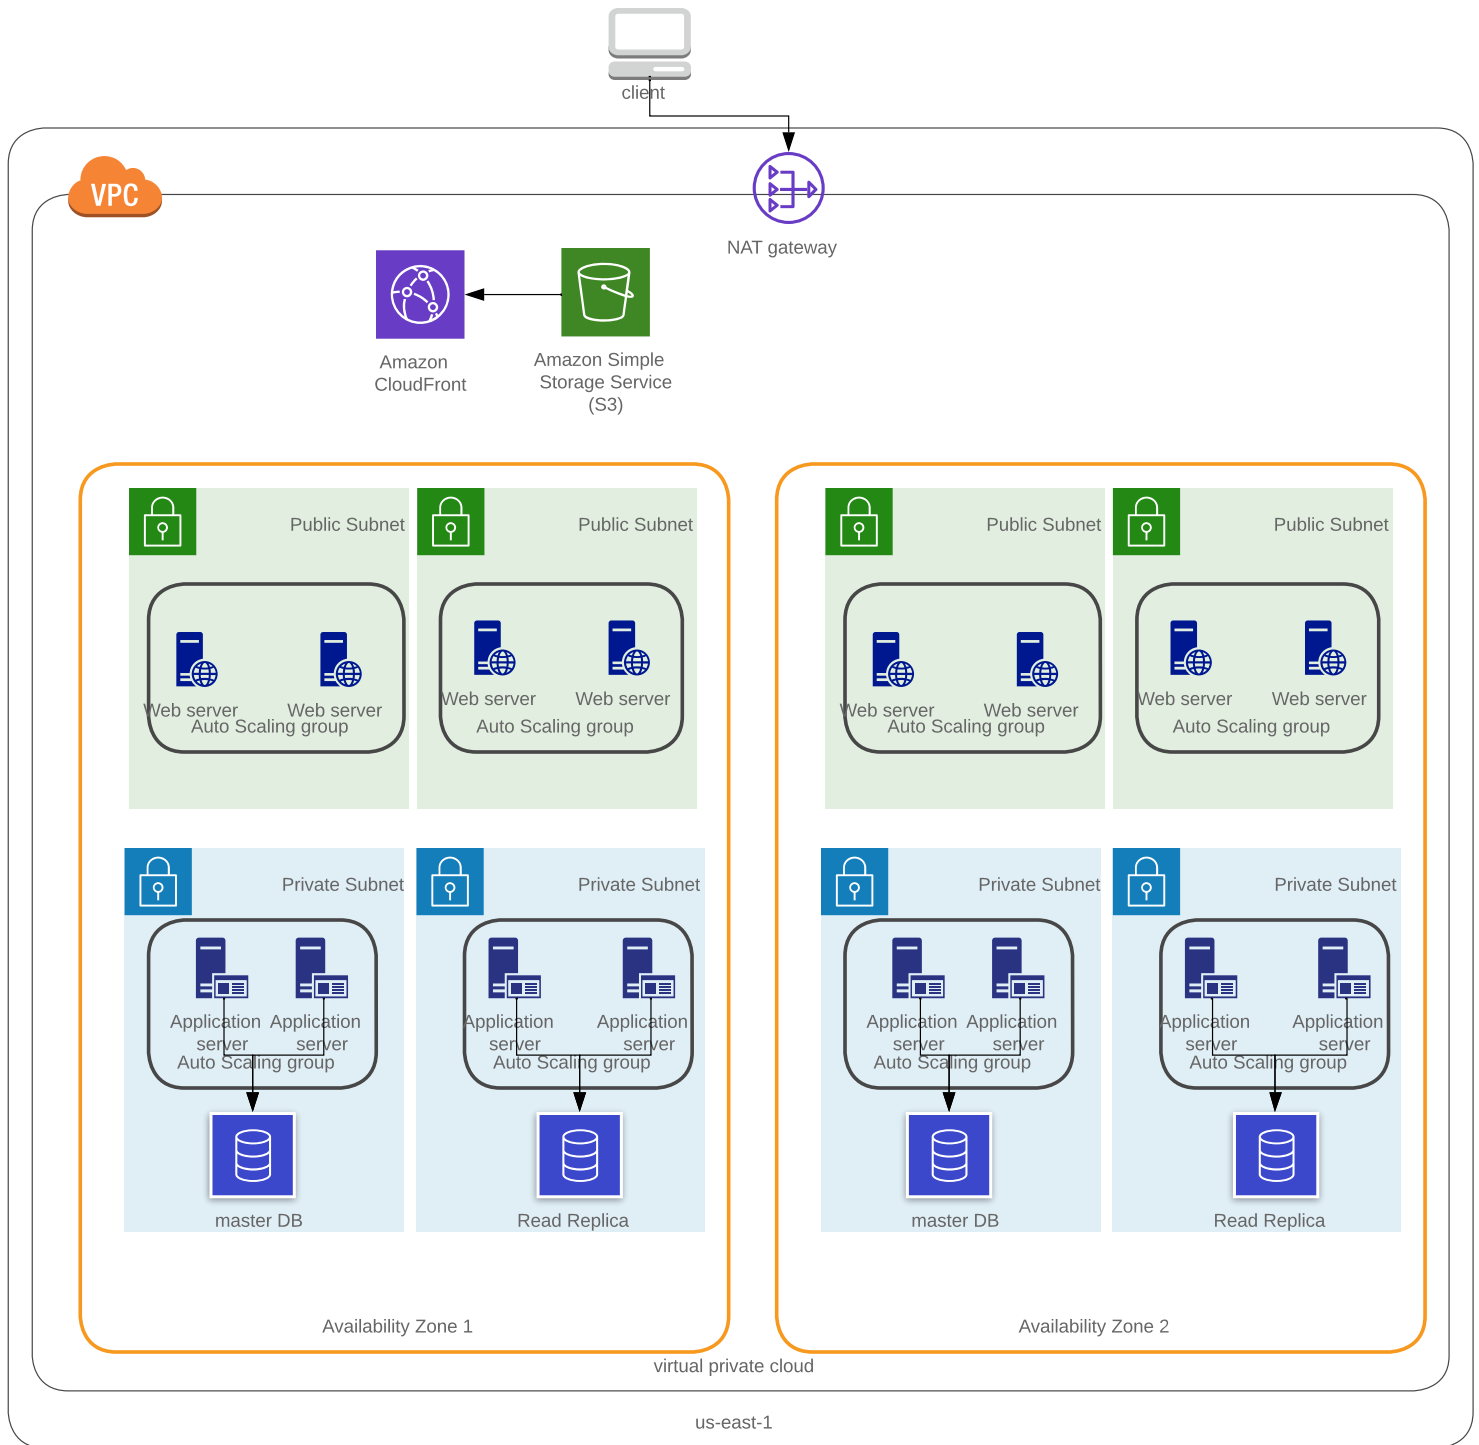 client
VPC
NAT gateway
Amazon
CloudFront
Amazon Simple
Storage Service
(S3)
Public Subnet
Public Subnet
Public Subnet
Public Subnet
Web server
Web server
Auto Scaling group
Web server
Web server
Auto Scaling group
Web server
Web server
Auto Scaling group
Web server
Web server
Auto Scaling group
Private Subnet
Private Subnet
Private Subnet
Private Subnet
Application
server
Application
server
Auto Scaling group
Application
server
Application
server
Auto Scaling group
Application
server
Application
server
Auto Scaling group
Application
server
Application
server
Auto Scaling group
master DB
Read Replica
master DB
Read Replica
Availability Zone 1
Availability Zone 2
virtual private cloud
us-east-1